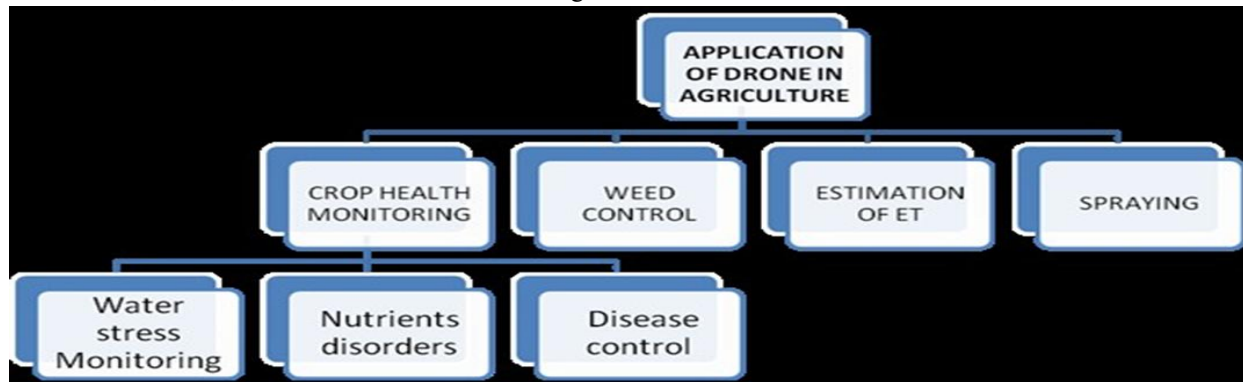 APPLICATION
OF DRONE IN
AGRICULTURE
CROP HEALTH
MONITORING
WEED
CONTROL
ESTIMATION
OF ET
SPRAYING
Water
stress
Monitoring
Nutrients
disorders
Disease
control